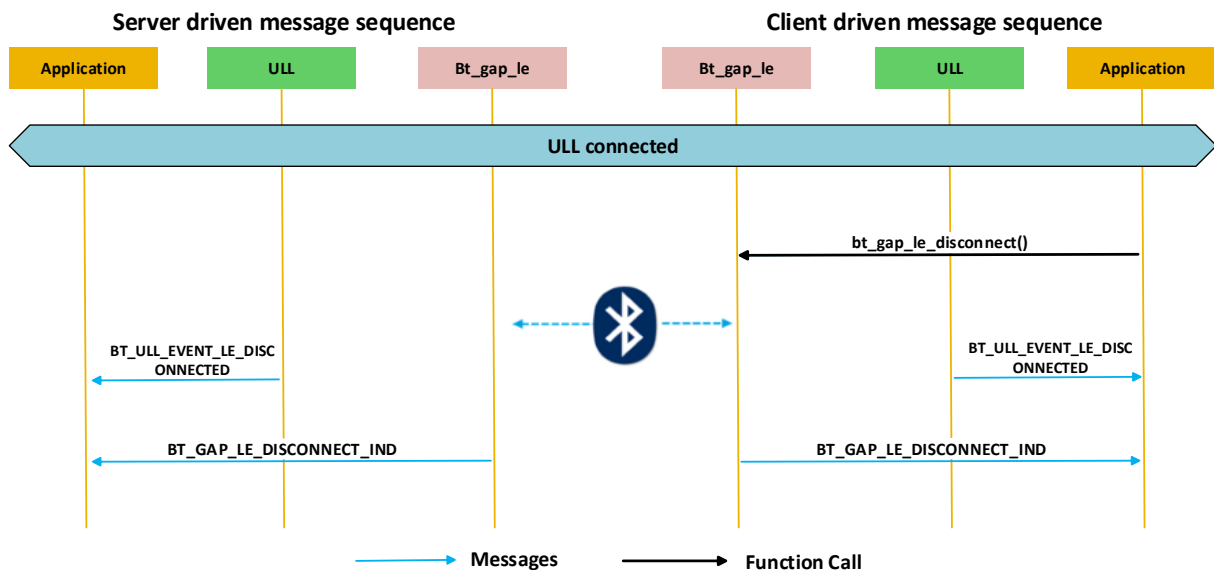 Server driven message sequence
Client driven message sequence
Application
ULL
Bt_gap_le
Bt_gap_le
ULL
Application
ULL connected
bt_gap_le_disconnect()
BT_ULL_EVENT_LE_DISC
ONNECTED
BT_ULL_EVENT_LE_DISC
ONNECTED
BT_GAP_LE_DISCONNECT_IND
BT_GAP_LE_DISCONNECT_IND
Messages
Function Call